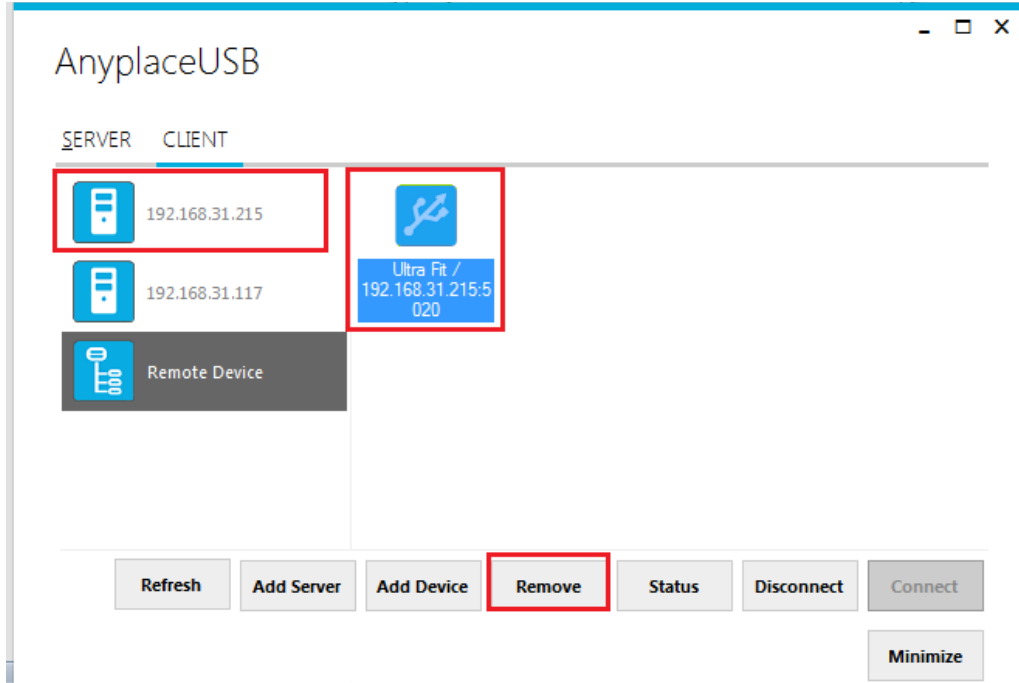 AnyplaceUSB
SERVER CLIENT
192.168.31.215
192.168.31.117
Remote Device
Ultra Fit /
192.168.31.215:5
020
Refresh Add Server Add Device Remove Status Disconnect Connect
Minimize